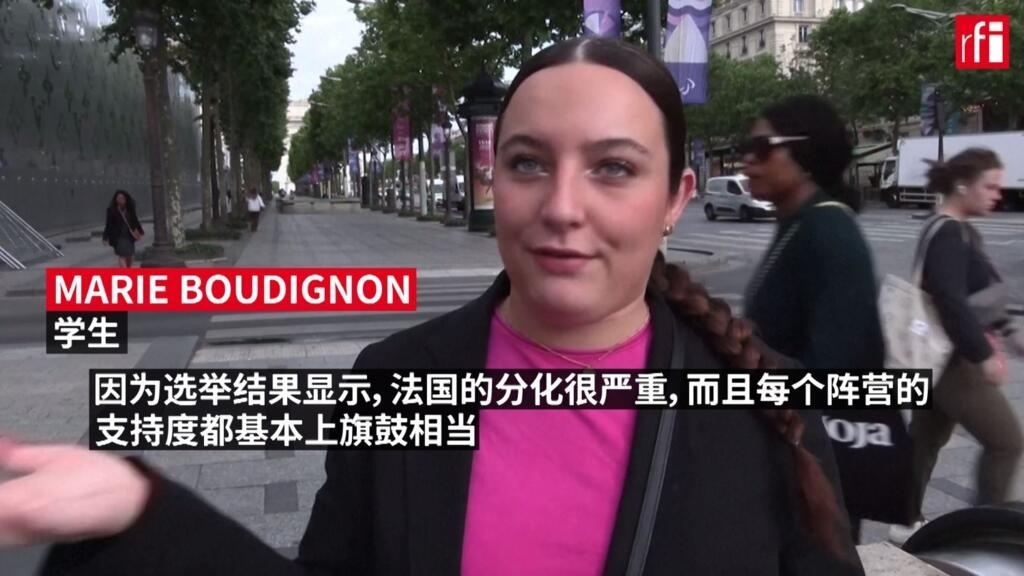 rfi
MARIE BOUDIGNON
学生
因为选举结果显示，法国的分化很严重，而且每个阵营的
支持度都基本上旗鼓相当
oja